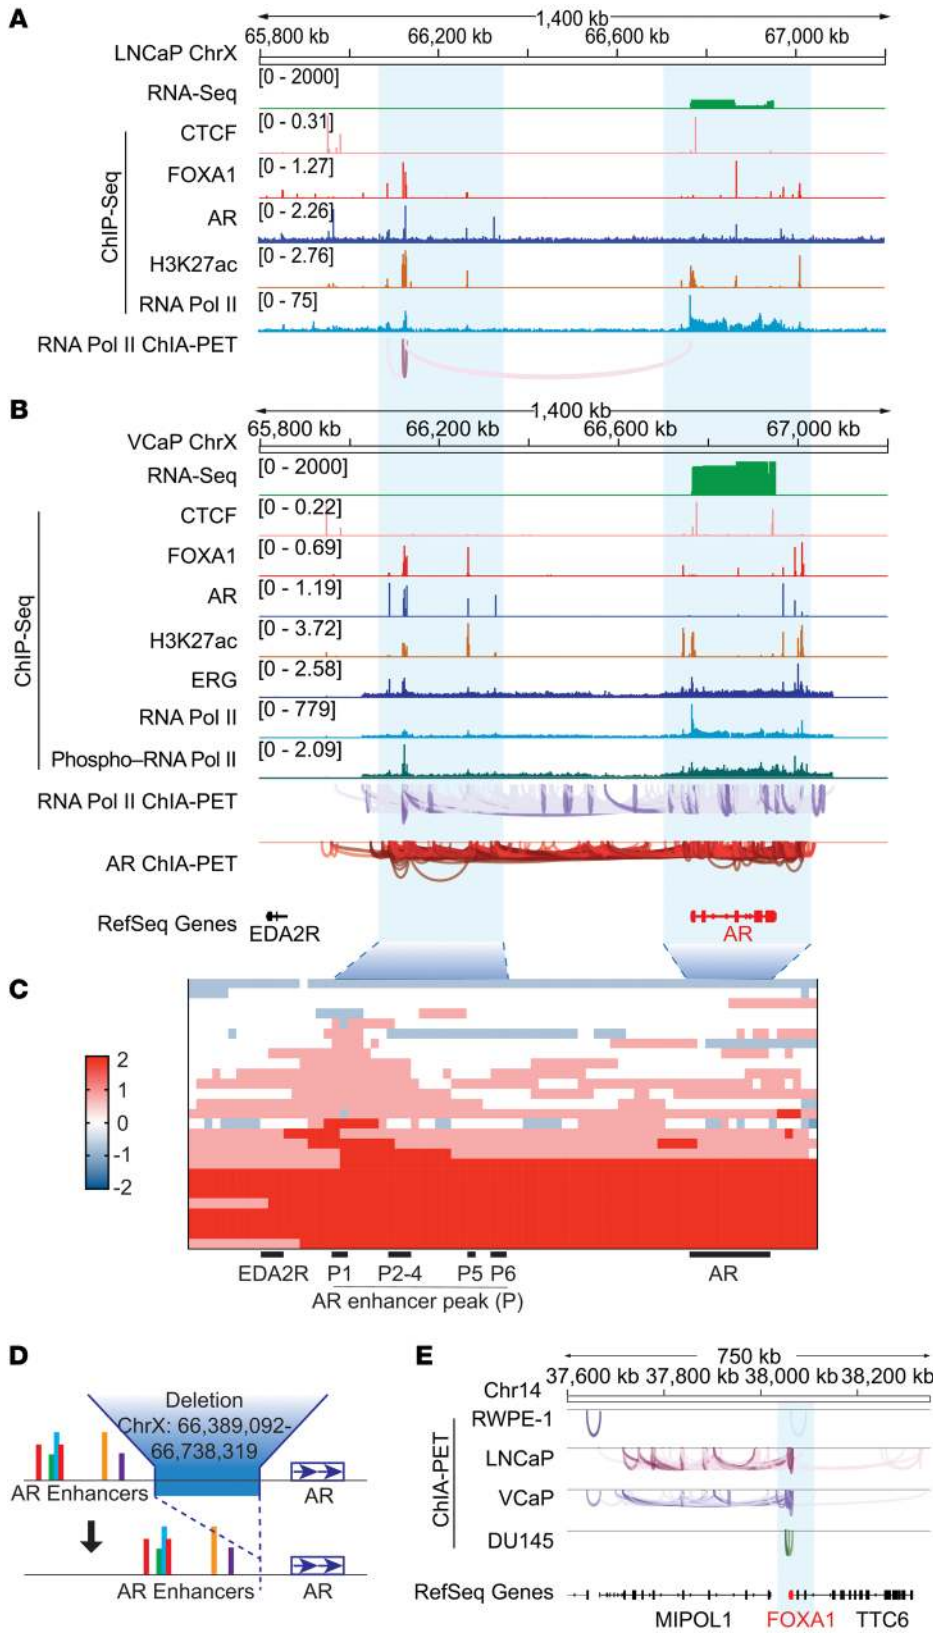 A
1,400 kb
65,800 kb 66,200 kb 66,600 kb 67,000 kb
LNCaP ChrX
[0 - 2000]
RNA-Seq
ChIP-Seq
CTCF [0 - 0.31]
FOXA1 [0 - 1.27]
AR [0 - 2.26]
H3K27ac [0 - 2.76]
RNA Pol II [0 - 75]
RNA Pol II ChIA-PET
B
1,400 kb
65,800 kb 66,200 kb 66,600 kb 67,000 kb
VCaP ChrX
RNA-Seq [0 - 2000]
ChIP-Seq
CTCF [0 - 0.22]
FOXA1 [0 - 0.69]
AR [0 - 1.19]
H3K27ac [0 - 3.72]
ERG [0 - 2.58]
RNA Pol II [0 - 779]
Phospho–RNA Pol II [0 - 2.09]
RNA Pol II ChIA-PET
AR ChIA-PET
RefSeq Genes
EDA2R AR
C
2
1
0
-1
-2
EDA2R P1 P2-4 P5 P6 AR
AR enhancer peak (P)
D
Deletion
ChrX: 66,389,092-
66,738,319
AR Enhancers AR
AR Enhancers AR
E
750 kb
37,600 kb 37,800 kb 38,000 kb 38,200 kb
Chr14
ChIA-PET
RWPE-1
LNCaP
VCaP
DU145
RefSeq Genes
MIPOL1 FOXA1 TTC6